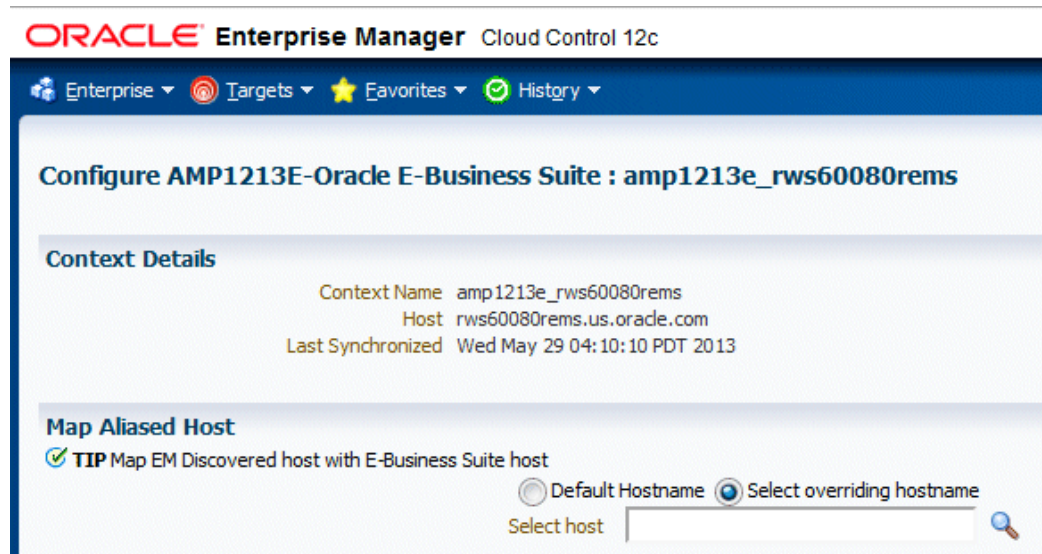 ORACLE Enterprise Manager Cloud Control 12c
Enterprise Targets Favorites History
Configure AMP1213E-Oracle E-Business Suite : amp1213e_rws60080rems
Context Details
Context Name amp1213e_rws60080rems
Host rws60080rems.us.oracle.com
Last Synchronized Wed May 29 04:10:10 PDT 2013
Map Aliased Host
TIP Map EM Discovered host with E-Business Suite host
Default Hostname Select overriding hostname
Select host